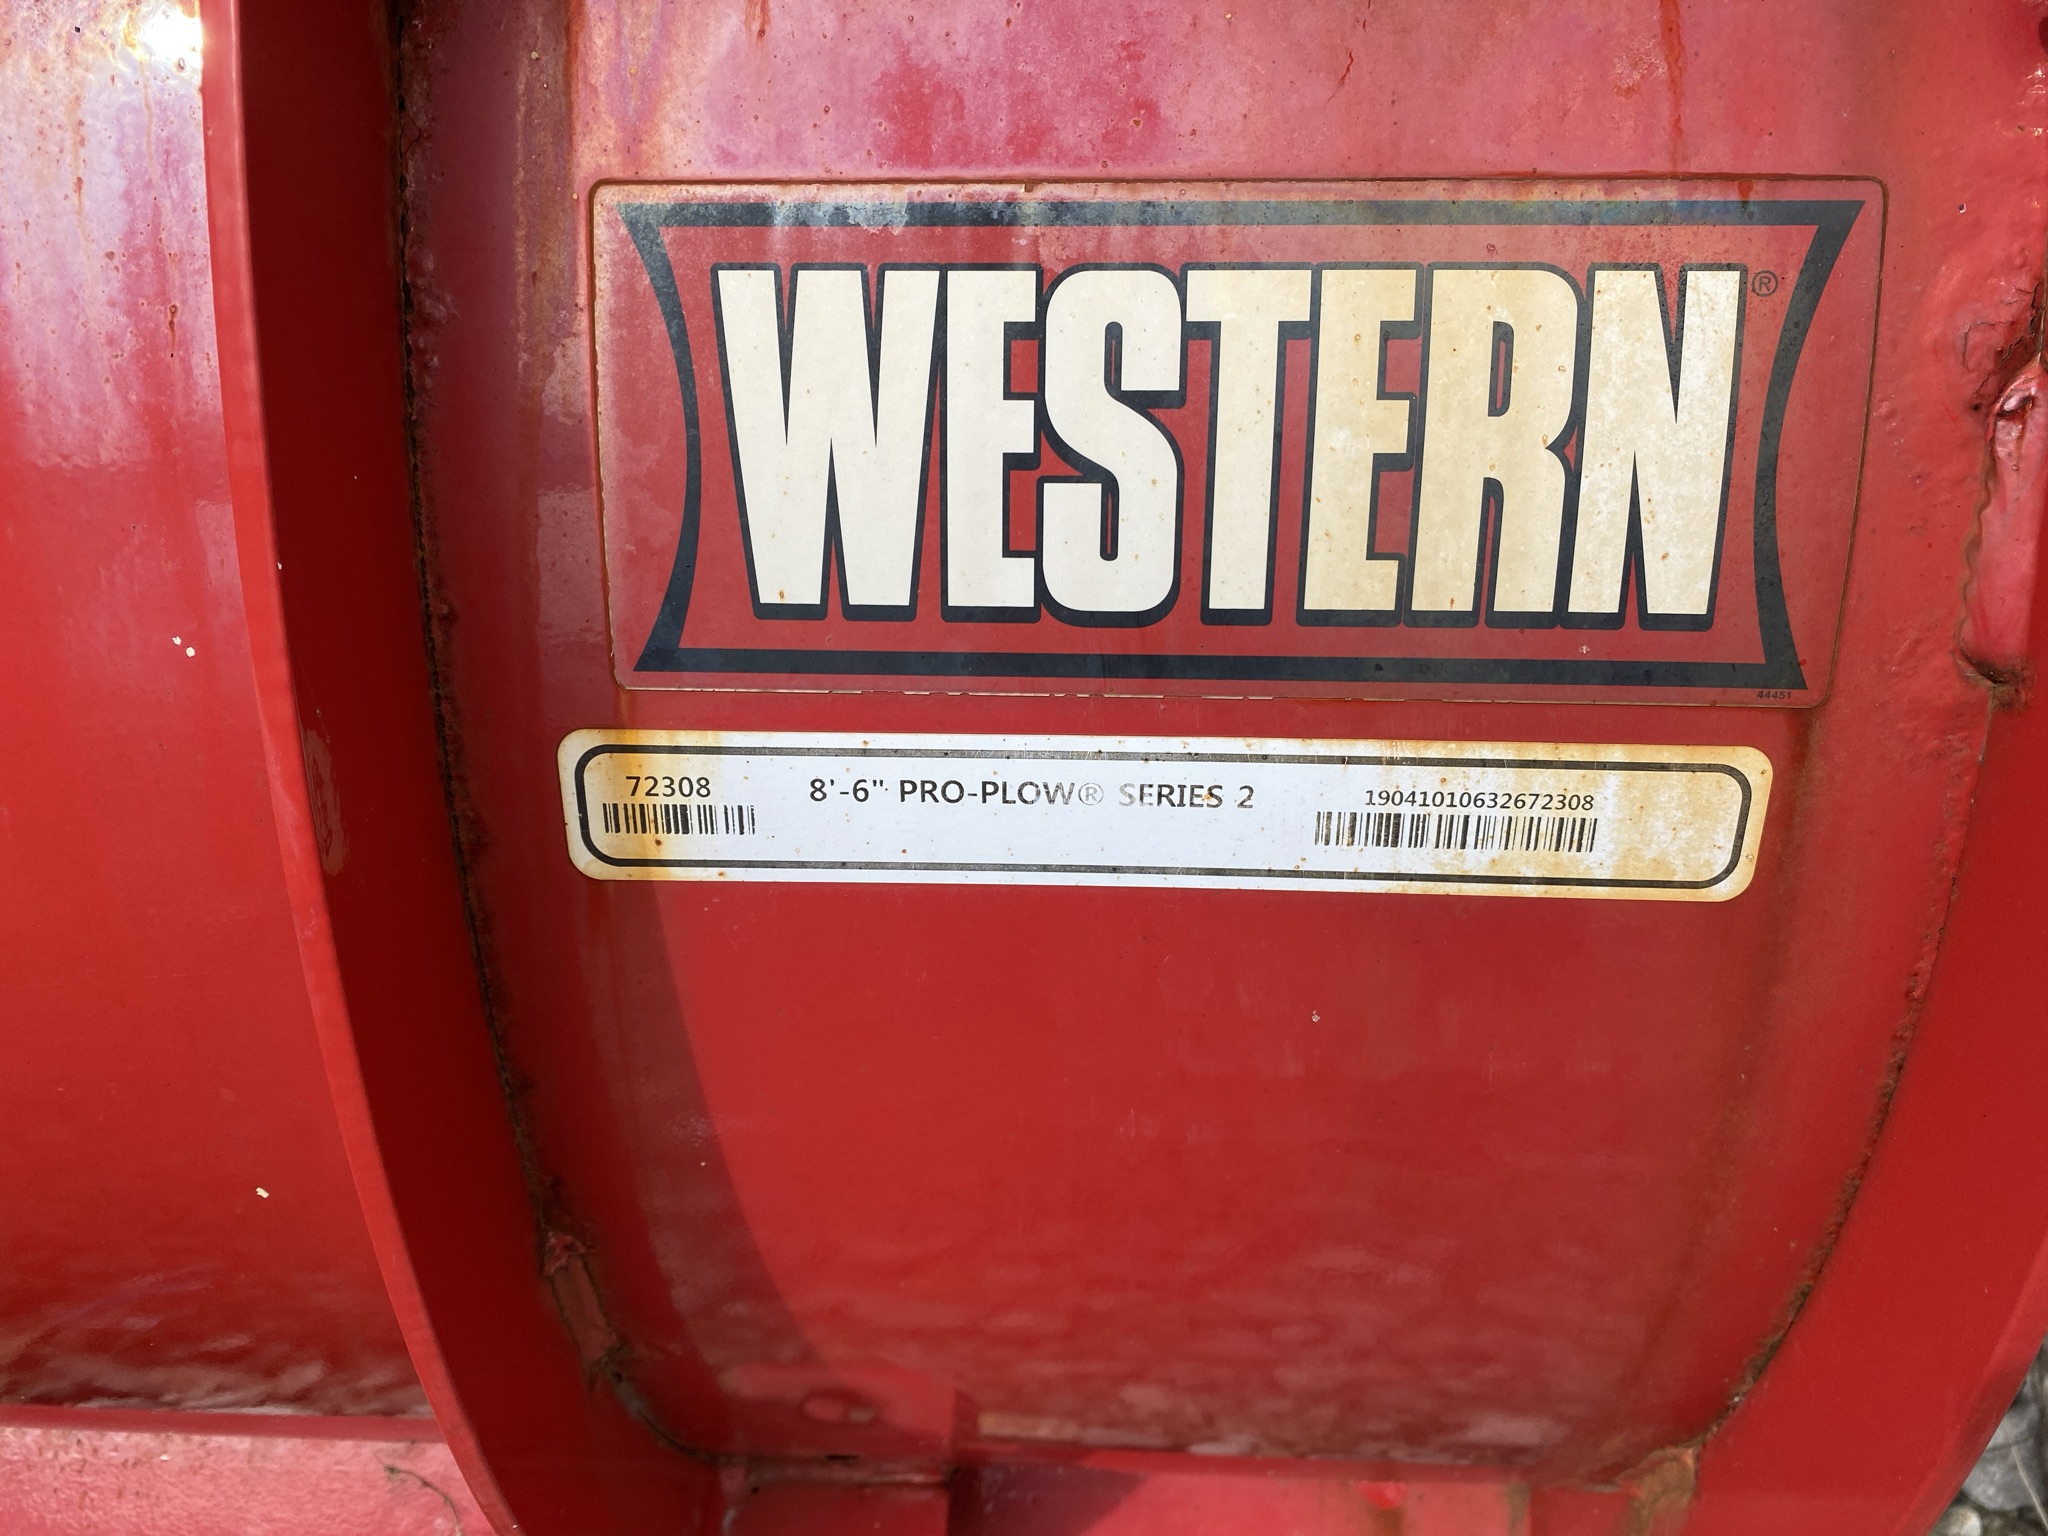 WESTERN®
44451
72308
8'-6" PRO-PLOW® SERIES 2
19041010632672308